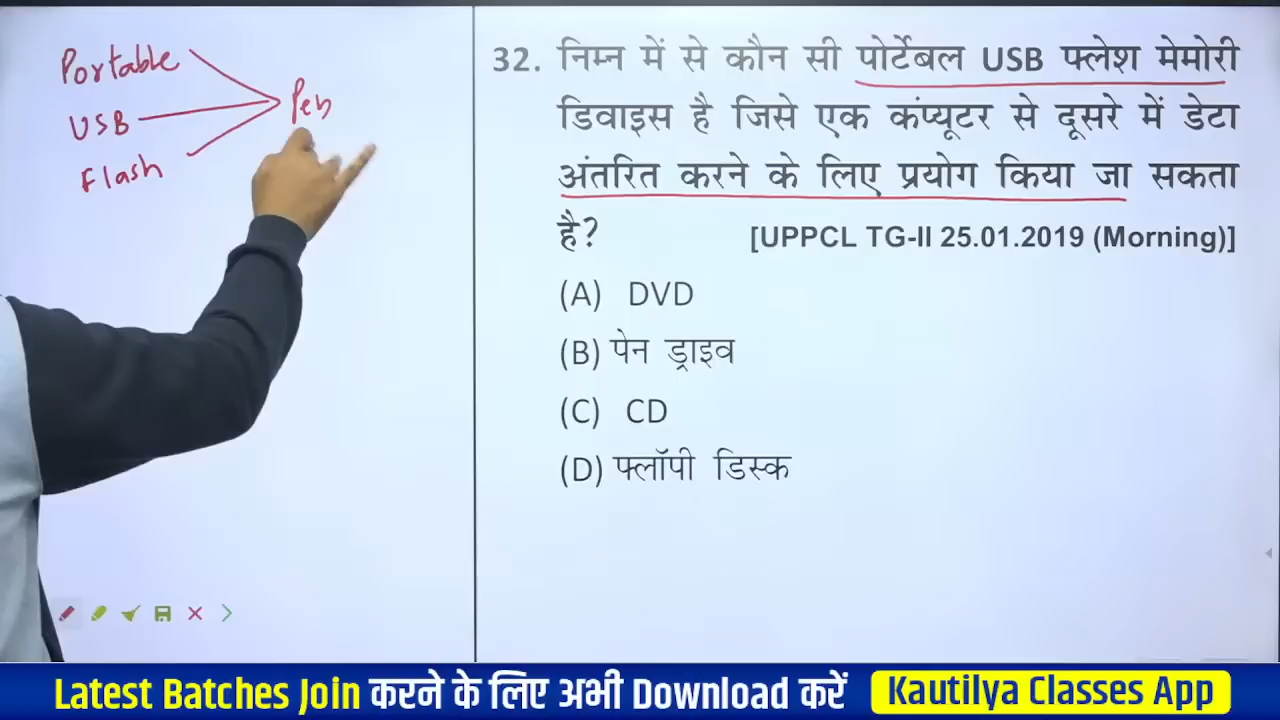 Portable
USB
Flash
Pen
32. निम्न में से कौन सी पोर्टेबल USB फ्लेश मेमोरी
डिवाइस है जिसे एक कंप्यूटर से दूसरे में डेटा
अंतरित करने के लिए प्रयोग किया जा सकता
है? [UPPCL TG-II 25.01.2019 (Morning)]
(A) DVD
(B) पेन ड्राइव
(C) CD
(D) फ्लॉपी डिस्क
Latest Batches Join करने के लिए अभी Download करें Kautilya Classes App